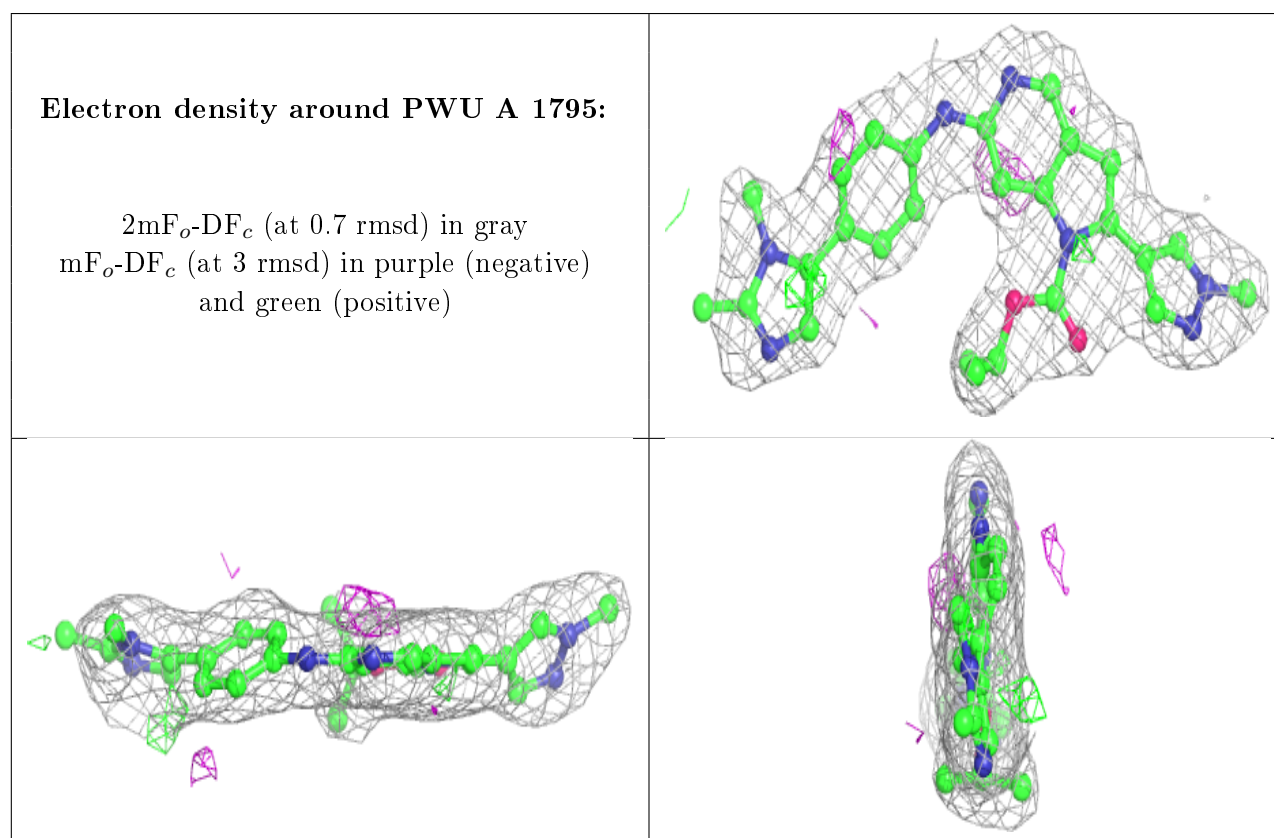 Electron density around PWU A 1795:
2mFo-DFc (at 0.7 rmsd) in gray
mFo-DFc (at 3 rmsd) in purple (negative)
and green (positive)